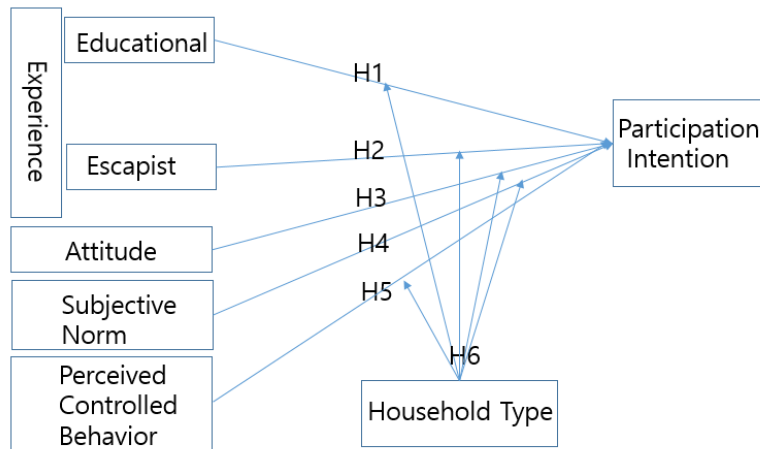 Experience
Educational
Escapist
Attitude
Subjective
Norm
Perceived
Controlled
Behavior
H1
H2
H3
H4
H5
H6
Household Type
Participation
Intention